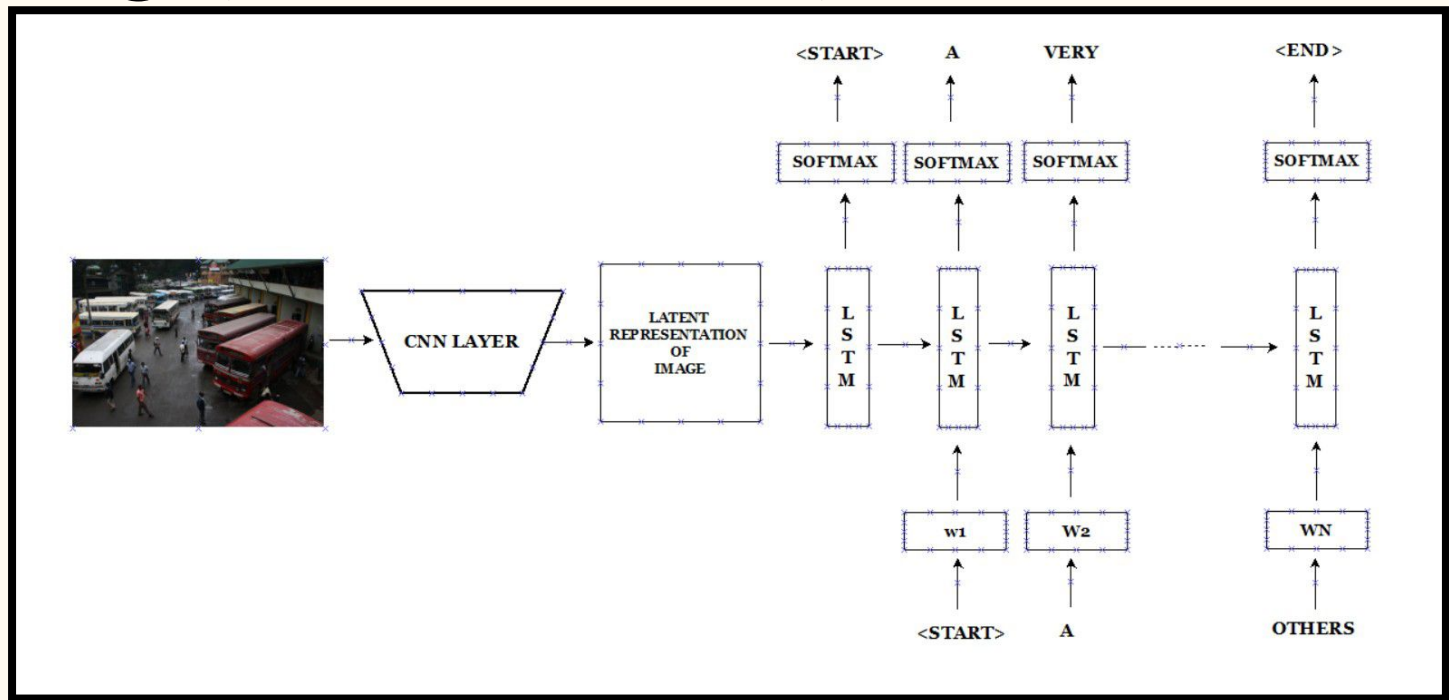 <START> A VERY <END>
SOFTMAX SOFTMAX SOFTMAX SOFTMAX
CNN LAYER
LATENT
REPRESENTATION
OF
IMAGE
L
S
T
M
L
S
T
M
L
S
T
M
L
S
T
M
w1 W2 WN
<START> A OTHERS